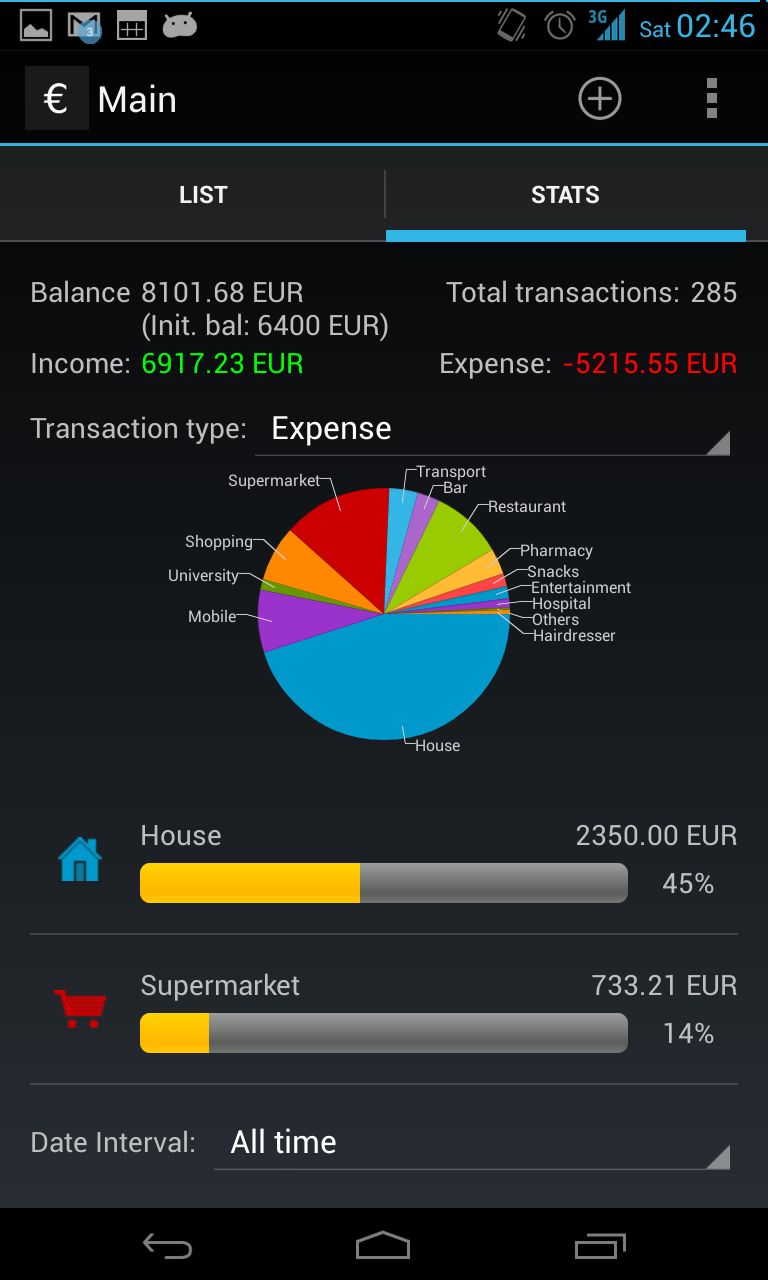 3
3G
Sat 02:46
€ Main
LIST STATS
Balance 8101.68 EUR Total transactions: 285
(Init. bal: 6400 EUR)
Income: 6917.23 EUR Expense: -5215.55 EUR
Transaction type: Expense
Transport
Supermarket
Bar
Restaurant
Shopping
Pharmacy
Snacks
University
Entertainment
Hospital
Mobile
Others
Hairdresser
House
House 2350.00 EUR
45%
Supermarket 733.21 EUR
14%
Date Interval: All time